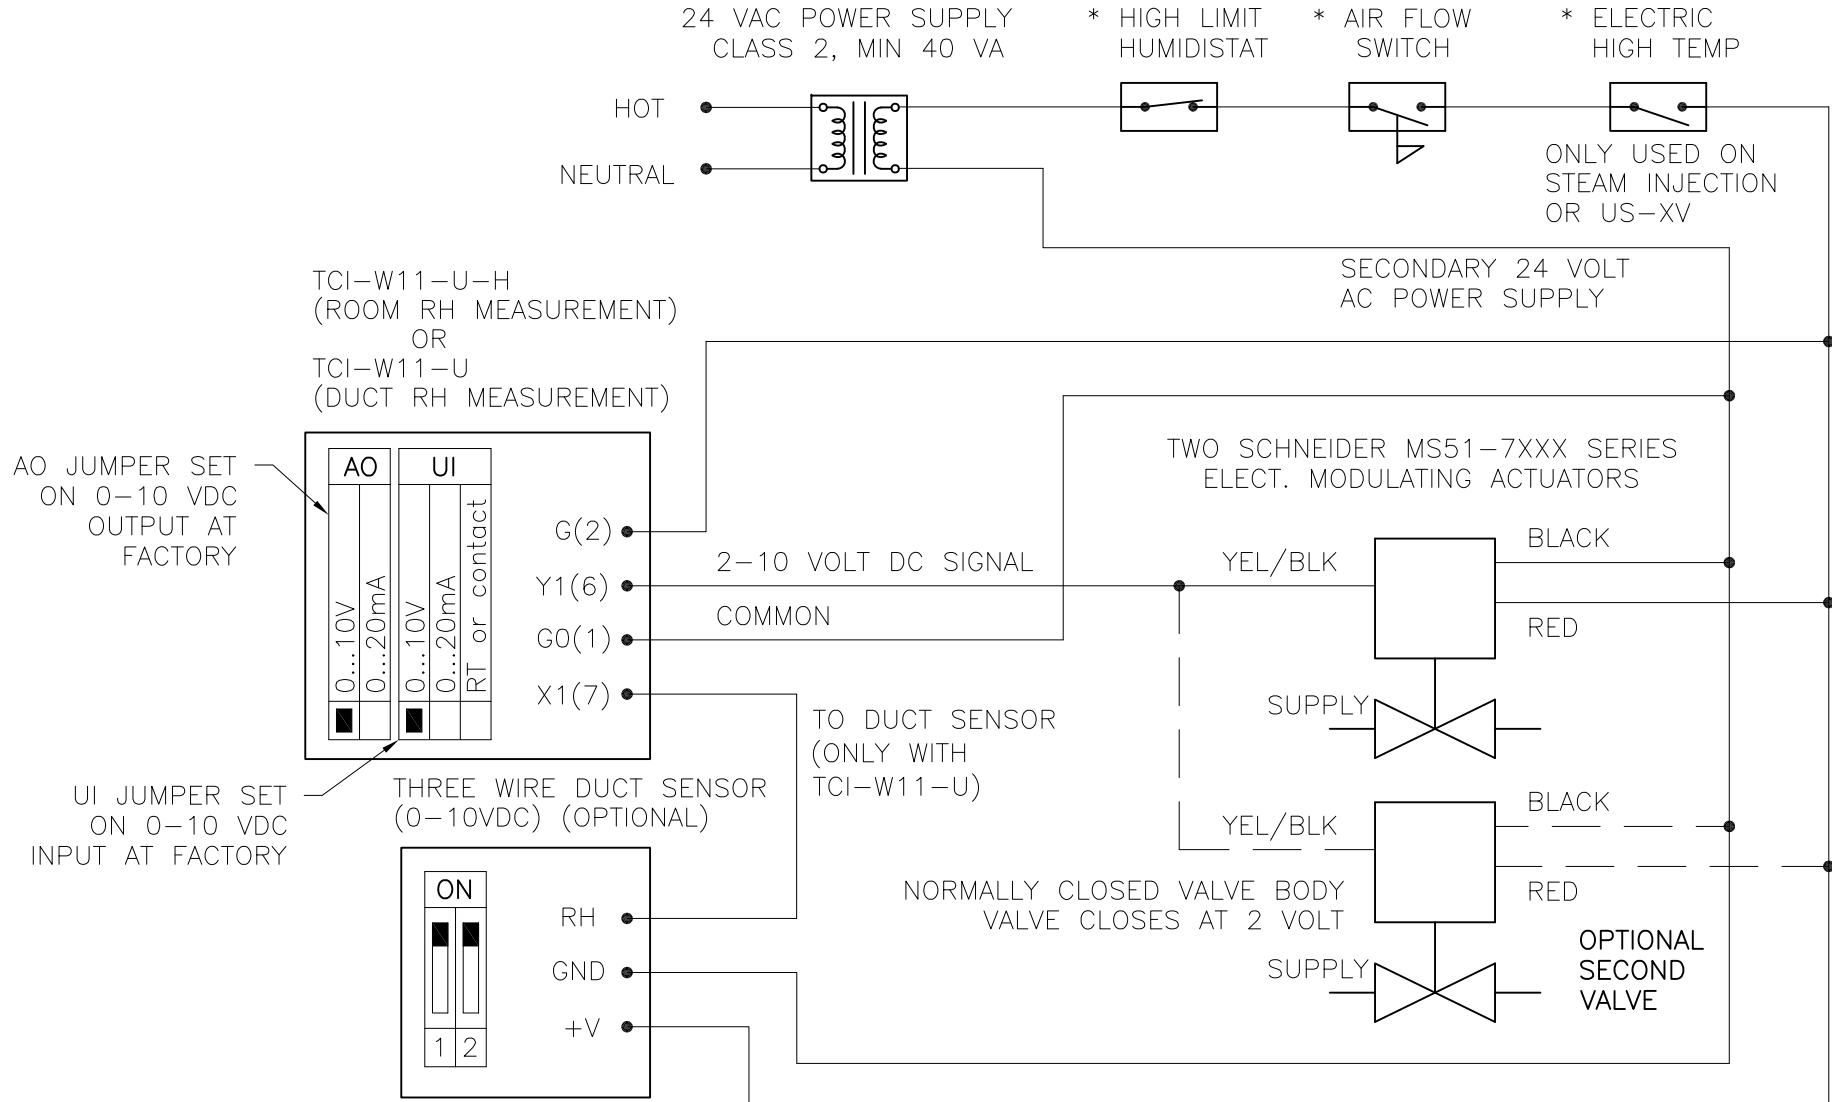 24 VAC POWER SUPPLY
CLASS 2, MIN 40 VA
* HIGH LIMIT
HUMIDISTAT
* AIR FLOW
SWITCH
* ELECTRIC
HIGH TEMP
HOT
NEUTRAL
ONLY USED ON
STEAM INJECTION
OR US-XV
SECONDARY 24 VOLT
AC POWER SUPPLY
TCI-W11-U-H
(ROOM RH MEASUREMENT)
OR
TCI-W11-U
(DUCT RH MEASUREMENT)
AO JUMPER SET
ON 0-10 VDC
OUTPUT AT
FACTORY
AO
UI
0...10V
0...20mA
0...10V
0...20mA
RT or contact
G(2)
Y1(6)
G0(1)
X1(7)
2-10 VOLT DC SIGNAL
COMMON
TWO SCHNEIDER MS51-7XXX SERIES
ELECT. MODULATING ACTUATORS
YEL/BLK
BLACK
RED
SUPPLY
TO DUCT SENSOR
(ONLY WITH
TCI-W11-U)
UI JUMPER SET
ON 0-10 VDC
INPUT AT FACTORY
THREE WIRE DUCT SENSOR
(0-10VDC) (OPTIONAL)
ON
1
2
RH
GND
+V
YEL/BLK
BLACK
RED
NORMALLY CLOSED VALVE BODY
VALVE CLOSES AT 2 VOLT
SUPPLY
OPTIONAL
SECOND
VALVE